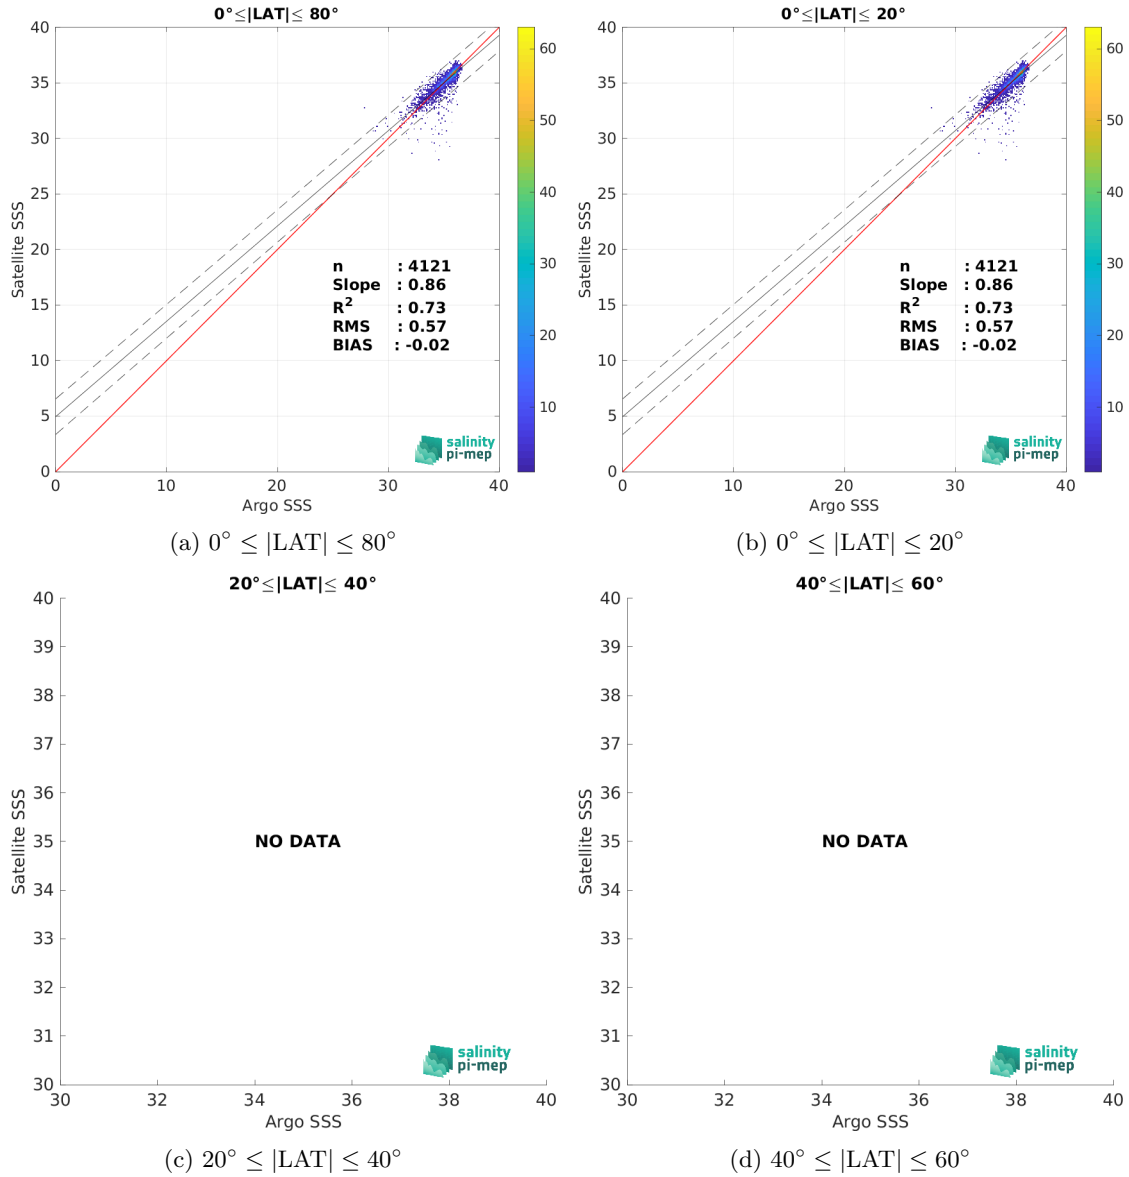 0°≤|LAT|≤ 80°
40
35
30
25
20
15
10
5
0
Satellite SSS
n : 4121
Slope : 0.86
R² : 0.73
RMS : 0.57
BIAS : -0.02
salinity
pi-mep
0 10 20 30 40
Argo SSS
60
50
40
30
20
10
(a) 0° ≤ |LAT| ≤ 80°
0°≤|LAT|≤ 20°
40
35
30
25
20
15
10
5
0
Satellite SSS
n : 4121
Slope : 0.86
R² : 0.73
RMS : 0.57
BIAS : -0.02
salinity
pi-mep
0 10 20 30 40
Argo SSS
60
50
40
30
20
10
(b) 0° ≤ |LAT| ≤ 20°
20°≤|LAT|≤ 40°
40
39
38
37
36
35
34
33
32
31
30
Satellite SSS
NO DATA
salinity
pi-mep
30 32 34 36 38 40
Argo SSS
(c) 20° ≤ |LAT| ≤ 40°
40°≤|LAT|≤ 60°
40
39
38
37
36
35
34
33
32
31
30
Satellite SSS
NO DATA
salinity
pi-mep
30 32 34 36 38 40
Argo SSS
(d) 40° ≤ |LAT| ≤ 60°